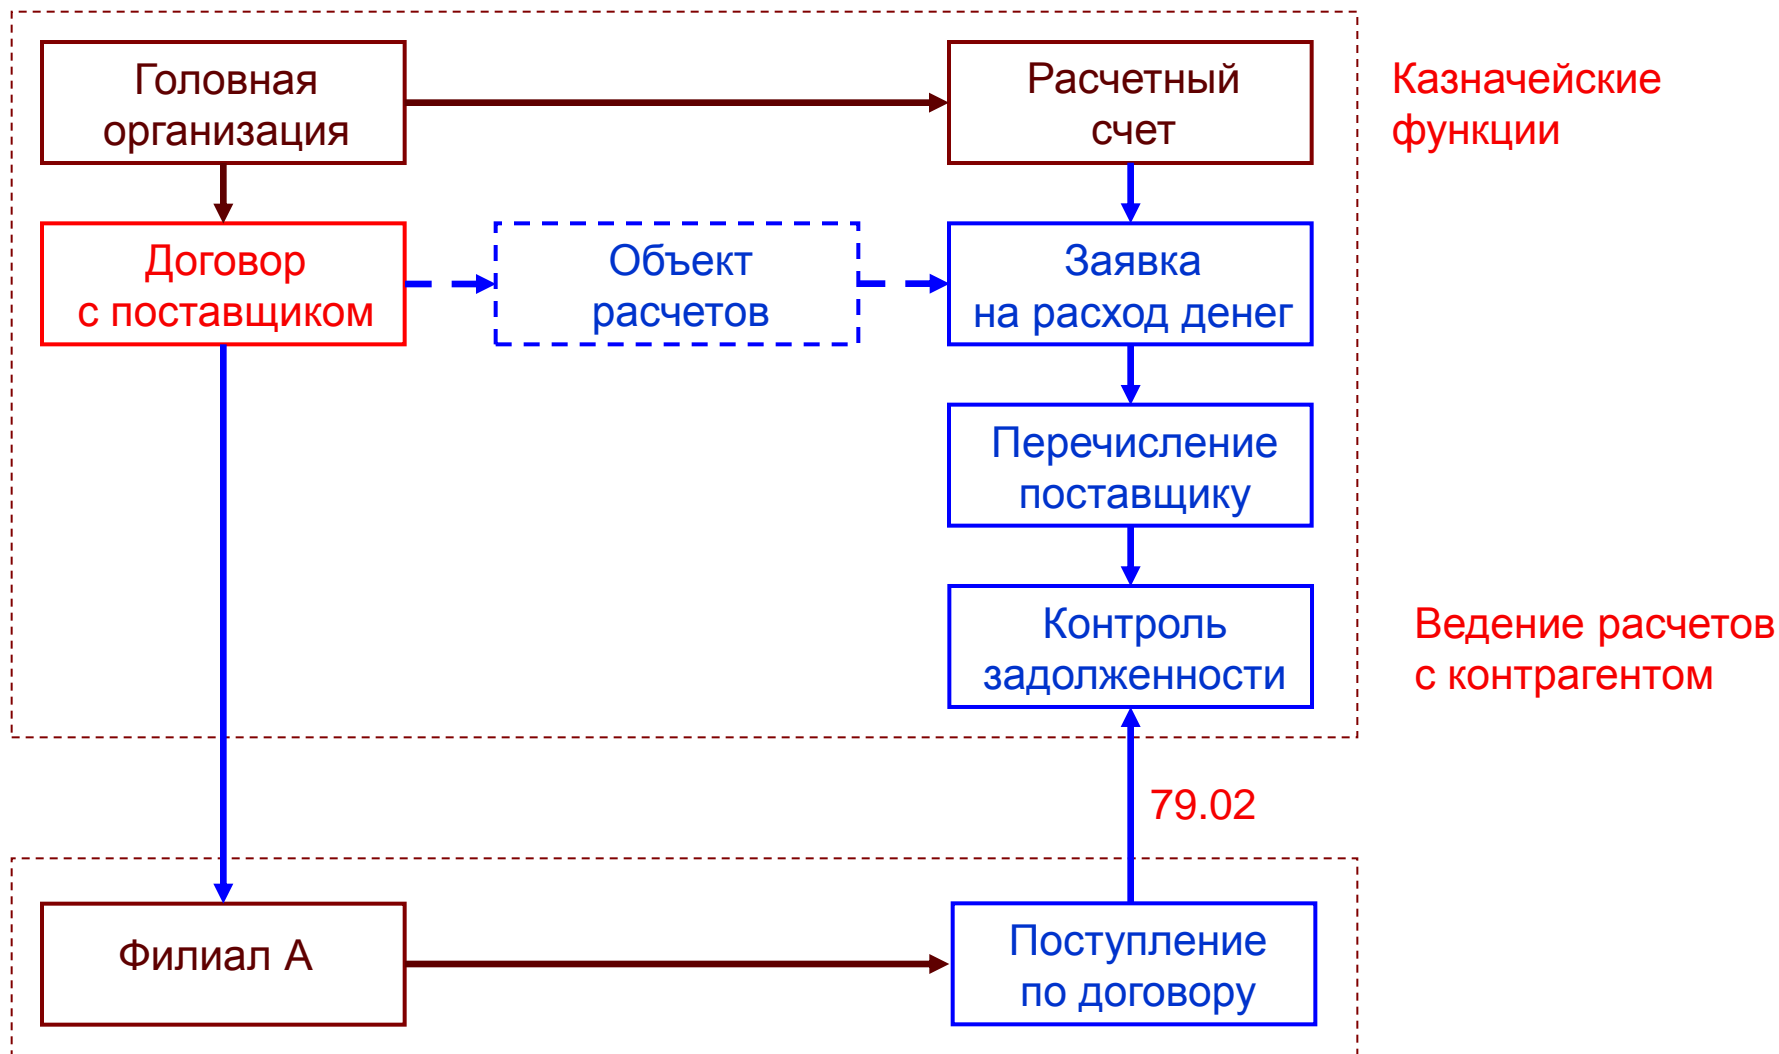 Головная
организация
Расчетный
счет
Казначейские
функции
Договор
с поставщиком
Объект
расчетов
Заявка
на расход денег
Перечисление
поставщику
Контроль
задолженности
Ведение расчетов
с контрагентом
79.02
Филиал А
Поступление
по договору